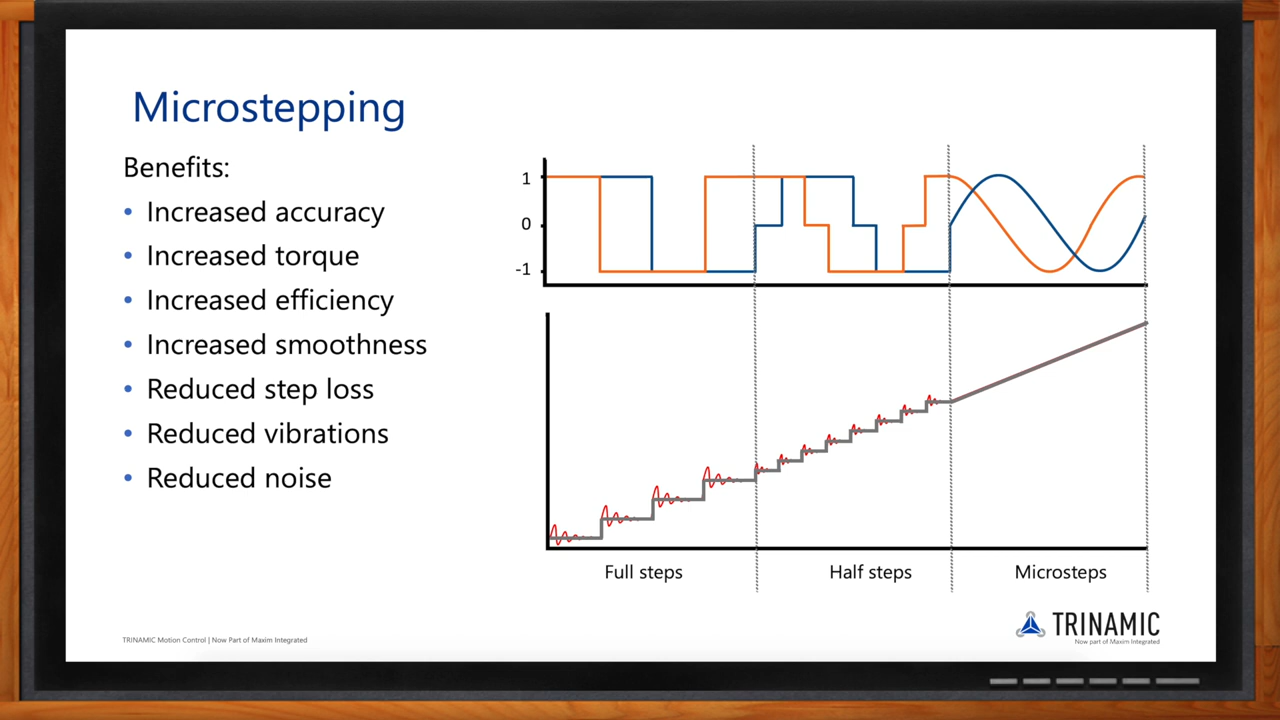 Microstepping
Benefits:
• Increased accuracy
• Increased torque
• Increased efficiency
• Increased smoothness
• Reduced step loss
• Reduced vibrations
• Reduced noise
1
0
-1
Full steps
Half steps
Microsteps
TRINAMIC Motion Control | Now Part of Maxim Integrated
TRINAMIC
Now part of Maxim Integrated